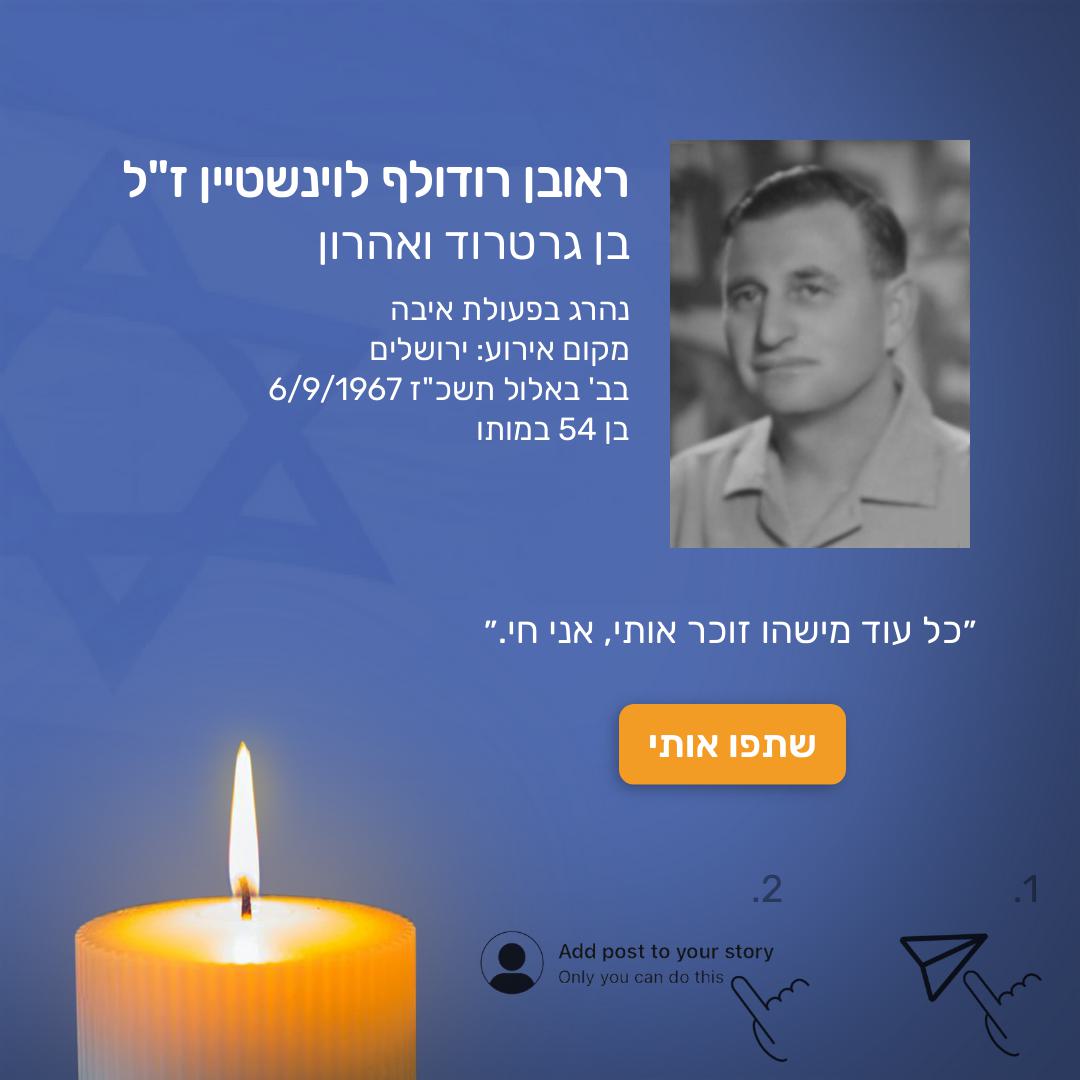 ראובן רודולף לוינשטיין ז"ל
בן גרטרוד ואהרון
נהרג בפעולת איבה
מקום אירוע: ירושלים
בב' באלול תשכ"ז 6/9/1967
בן 54 במותו
״כל עוד מישהו זוכר אותי, אני חי.״
שתפו אותי
1.
2.
Add post to your story
Only you can do this